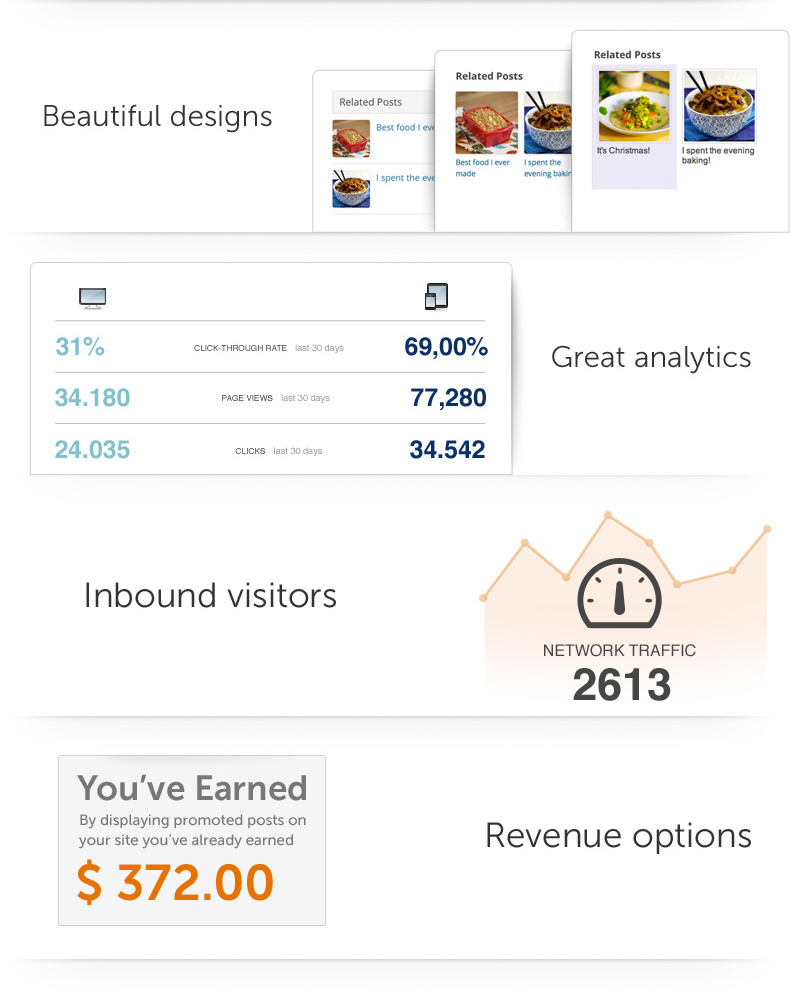 Beautiful designs
Related Posts
Best food I eve
I spent the eve
Related Posts
Best food I ever
made
I spent the
evening bakin
Related Posts
It's Christmas!
I spent the evening
baking!
31% CLICK-THROUGH RATE last 30 days 69,00%
34.180 PAGE VIEWS last 30 days 77,280
24.035 CLICKS last 30 days 34.542
Great analytics
Inbound visitors
NETWORK TRAFFIC
2613
You've Earned
By displaying promoted posts on
your site you've already earned
$ 372.00
Revenue options